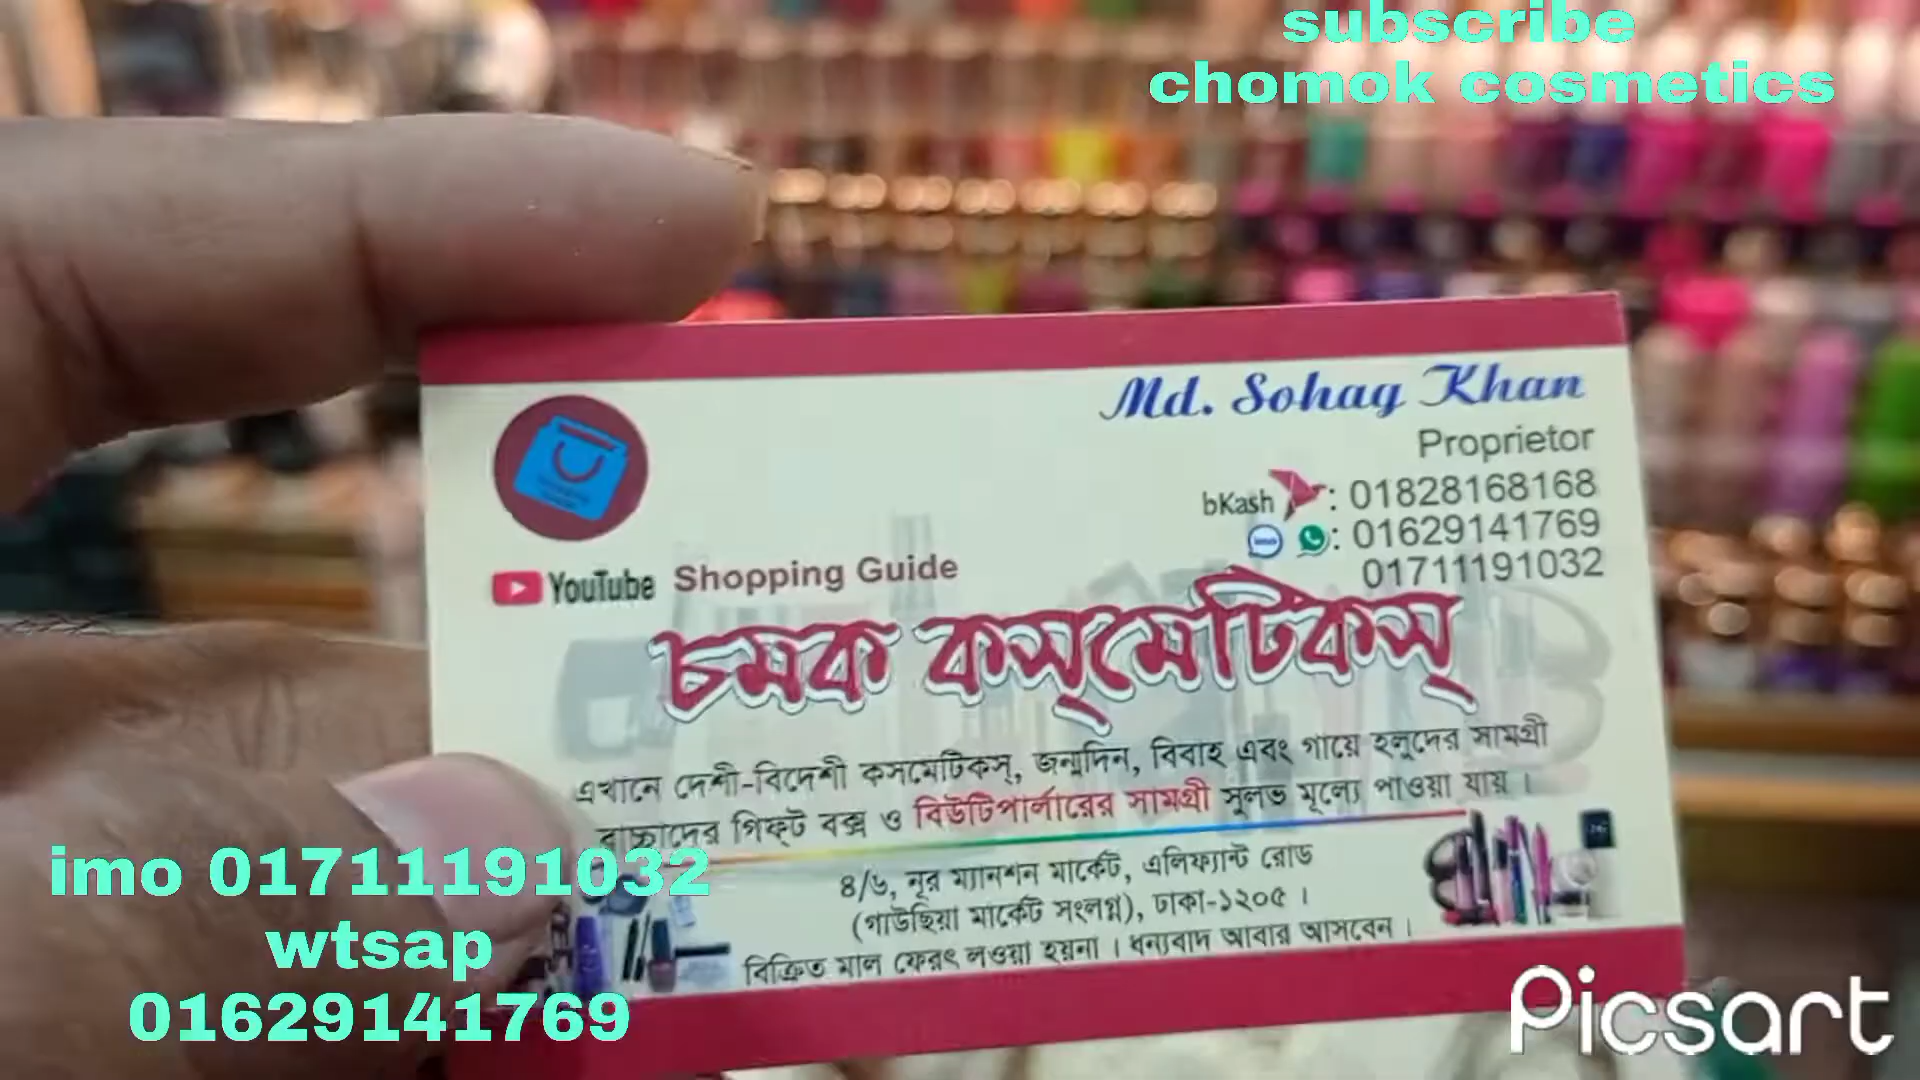 subscribe
chomok cosmetics
Md. Sohag Khan
Proprietor
bKash : 01828168168
imo : 01629141769
01711191032
YouTube Shopping Guide
চমক কস্মেটিকস্
এখানে দেশী-বিদেশী কসমেটিকস্, জন্মদিন, বিবাহ এবং গায়ে হলুদের সামগ্রী
বাচ্চাদের গিফ্ট বক্স ও বিউটিপার্লারের সামগ্রী সুলভ মূল্যে পাওয়া যায়।
৪/৬, নূর ম্যানশন মার্কেট, এলিফ্যান্ট রোড
(গাউছিয়া মার্কেট সংলগ্ন), ঢাকা-১২০৫।
বিক্রিত মাল ফেরৎ লওয়া হয়না। ধন্যবাদ আবার আসবেন।
imo 01711191032
wtsap
01629141769
Picsart